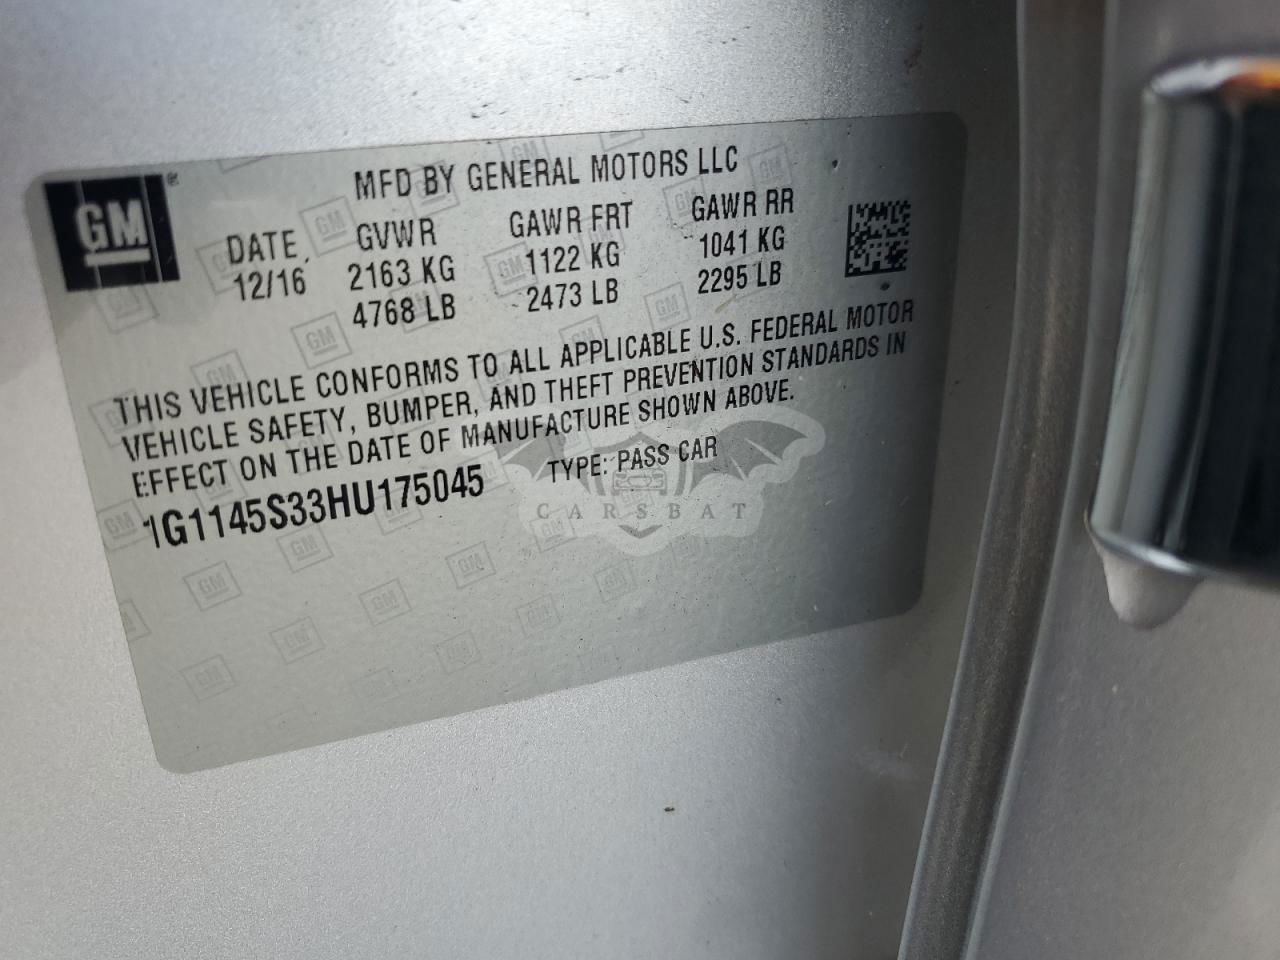 GM®
MFD BY GENERAL MOTORS LLC
DATE GVWR GAWR FRT GAWR RR
12/16 2163 KG 1122 KG 1041 KG
4768 LB 2473 LB 2295 LB
THIS VEHICLE CONFORMS TO ALL APPLICABLE U.S. FEDERAL MOTOR
VEHICLE SAFETY, BUMPER, AND THEFT PREVENTION STANDARDS IN
EFFECT ON THE DATE OF MANUFACTURE SHOWN ABOVE.
1G1145S33HU175045 TYPE: PASS CAR
CARSBAT